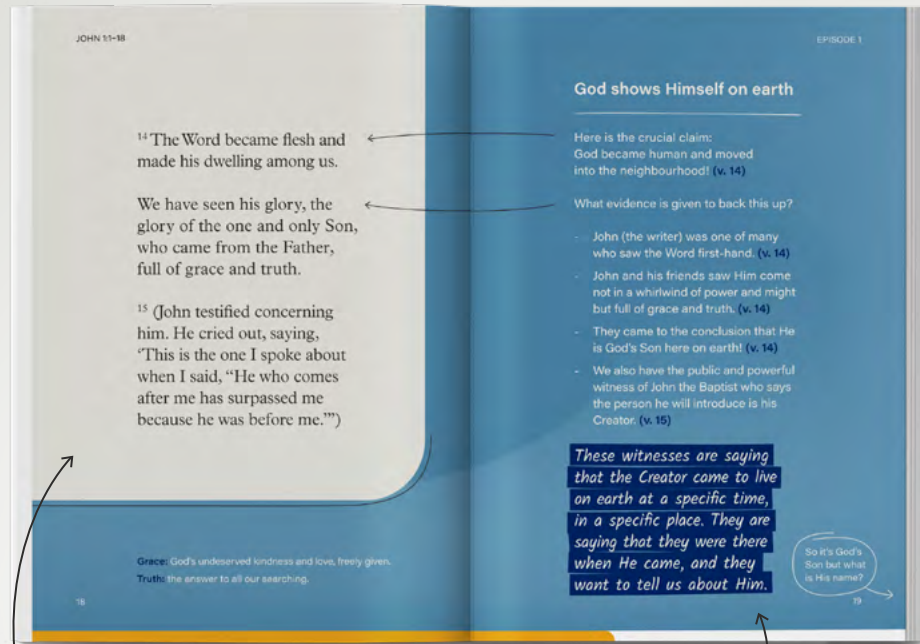 JOHN 1:1–18
¹⁴ The Word became flesh and
made his dwelling among us.
We have seen his glory, the
glory of the one and only Son,
who came from the Father,
full of grace and truth.
¹⁵ (John testified concerning
him. He cried out, saying,
‘This is the one I spoke about
when I said, “He who comes
after me has surpassed me
because he was before me.”’)
Grace: God's undeserved kindness and love, freely given.
Truth: the answer to all our searching.
18
EPISODE 1
God shows Himself on earth
Here is the crucial claim:
God became human and moved
into the neighbourhood! (v. 14)
What evidence is given to back this up?
- John (the writer) was one of many
who saw the Word first-hand. (v. 14)
- John and his friends saw Him come
not in a whirlwind of power and might
but full of grace and truth. (v. 14)
- They came to the conclusion that He
is God's Son here on earth! (v. 14)
- We also have the public and powerful
witness of John the Baptist who says
the person he will introduce is his
Creator. (v. 15)
These witnesses are saying
that the Creator came to live
on earth at a specific time,
in a specific place. They are
saying that they were there
when He came, and they
want to tell us about Him.
So it's God's
Son but what
is His name?
19